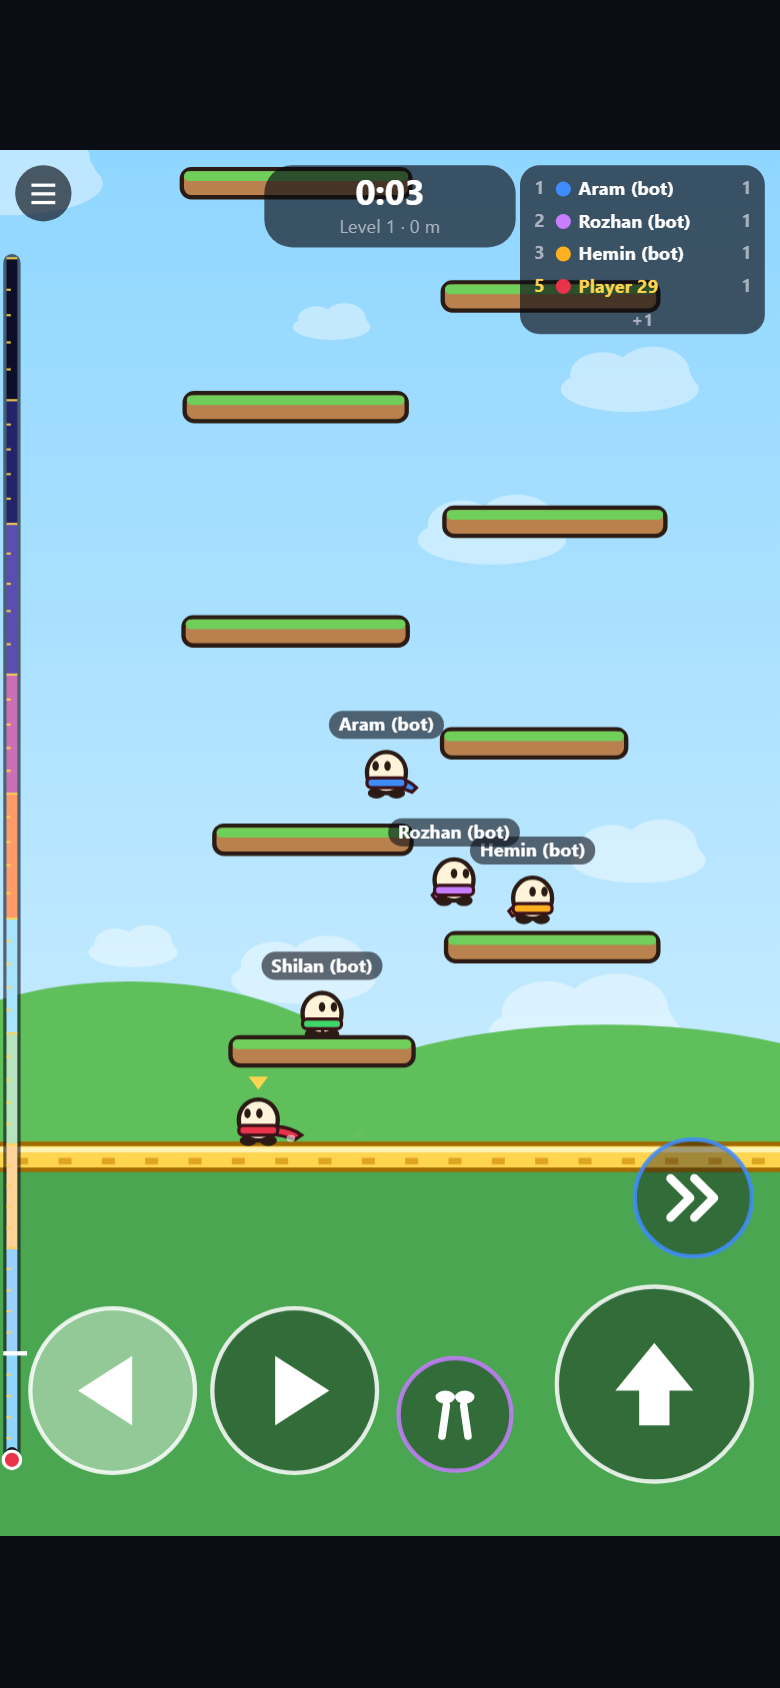 0:03
Level 1 · 0 m
1 Aram (bot) 1
2 Rozhan (bot) 1
3 Hemin (bot) 1
5 Player 29 1
+1
Aram (bot)
Rozhan (bot)
Hemin (bot)
Shilan (bot)